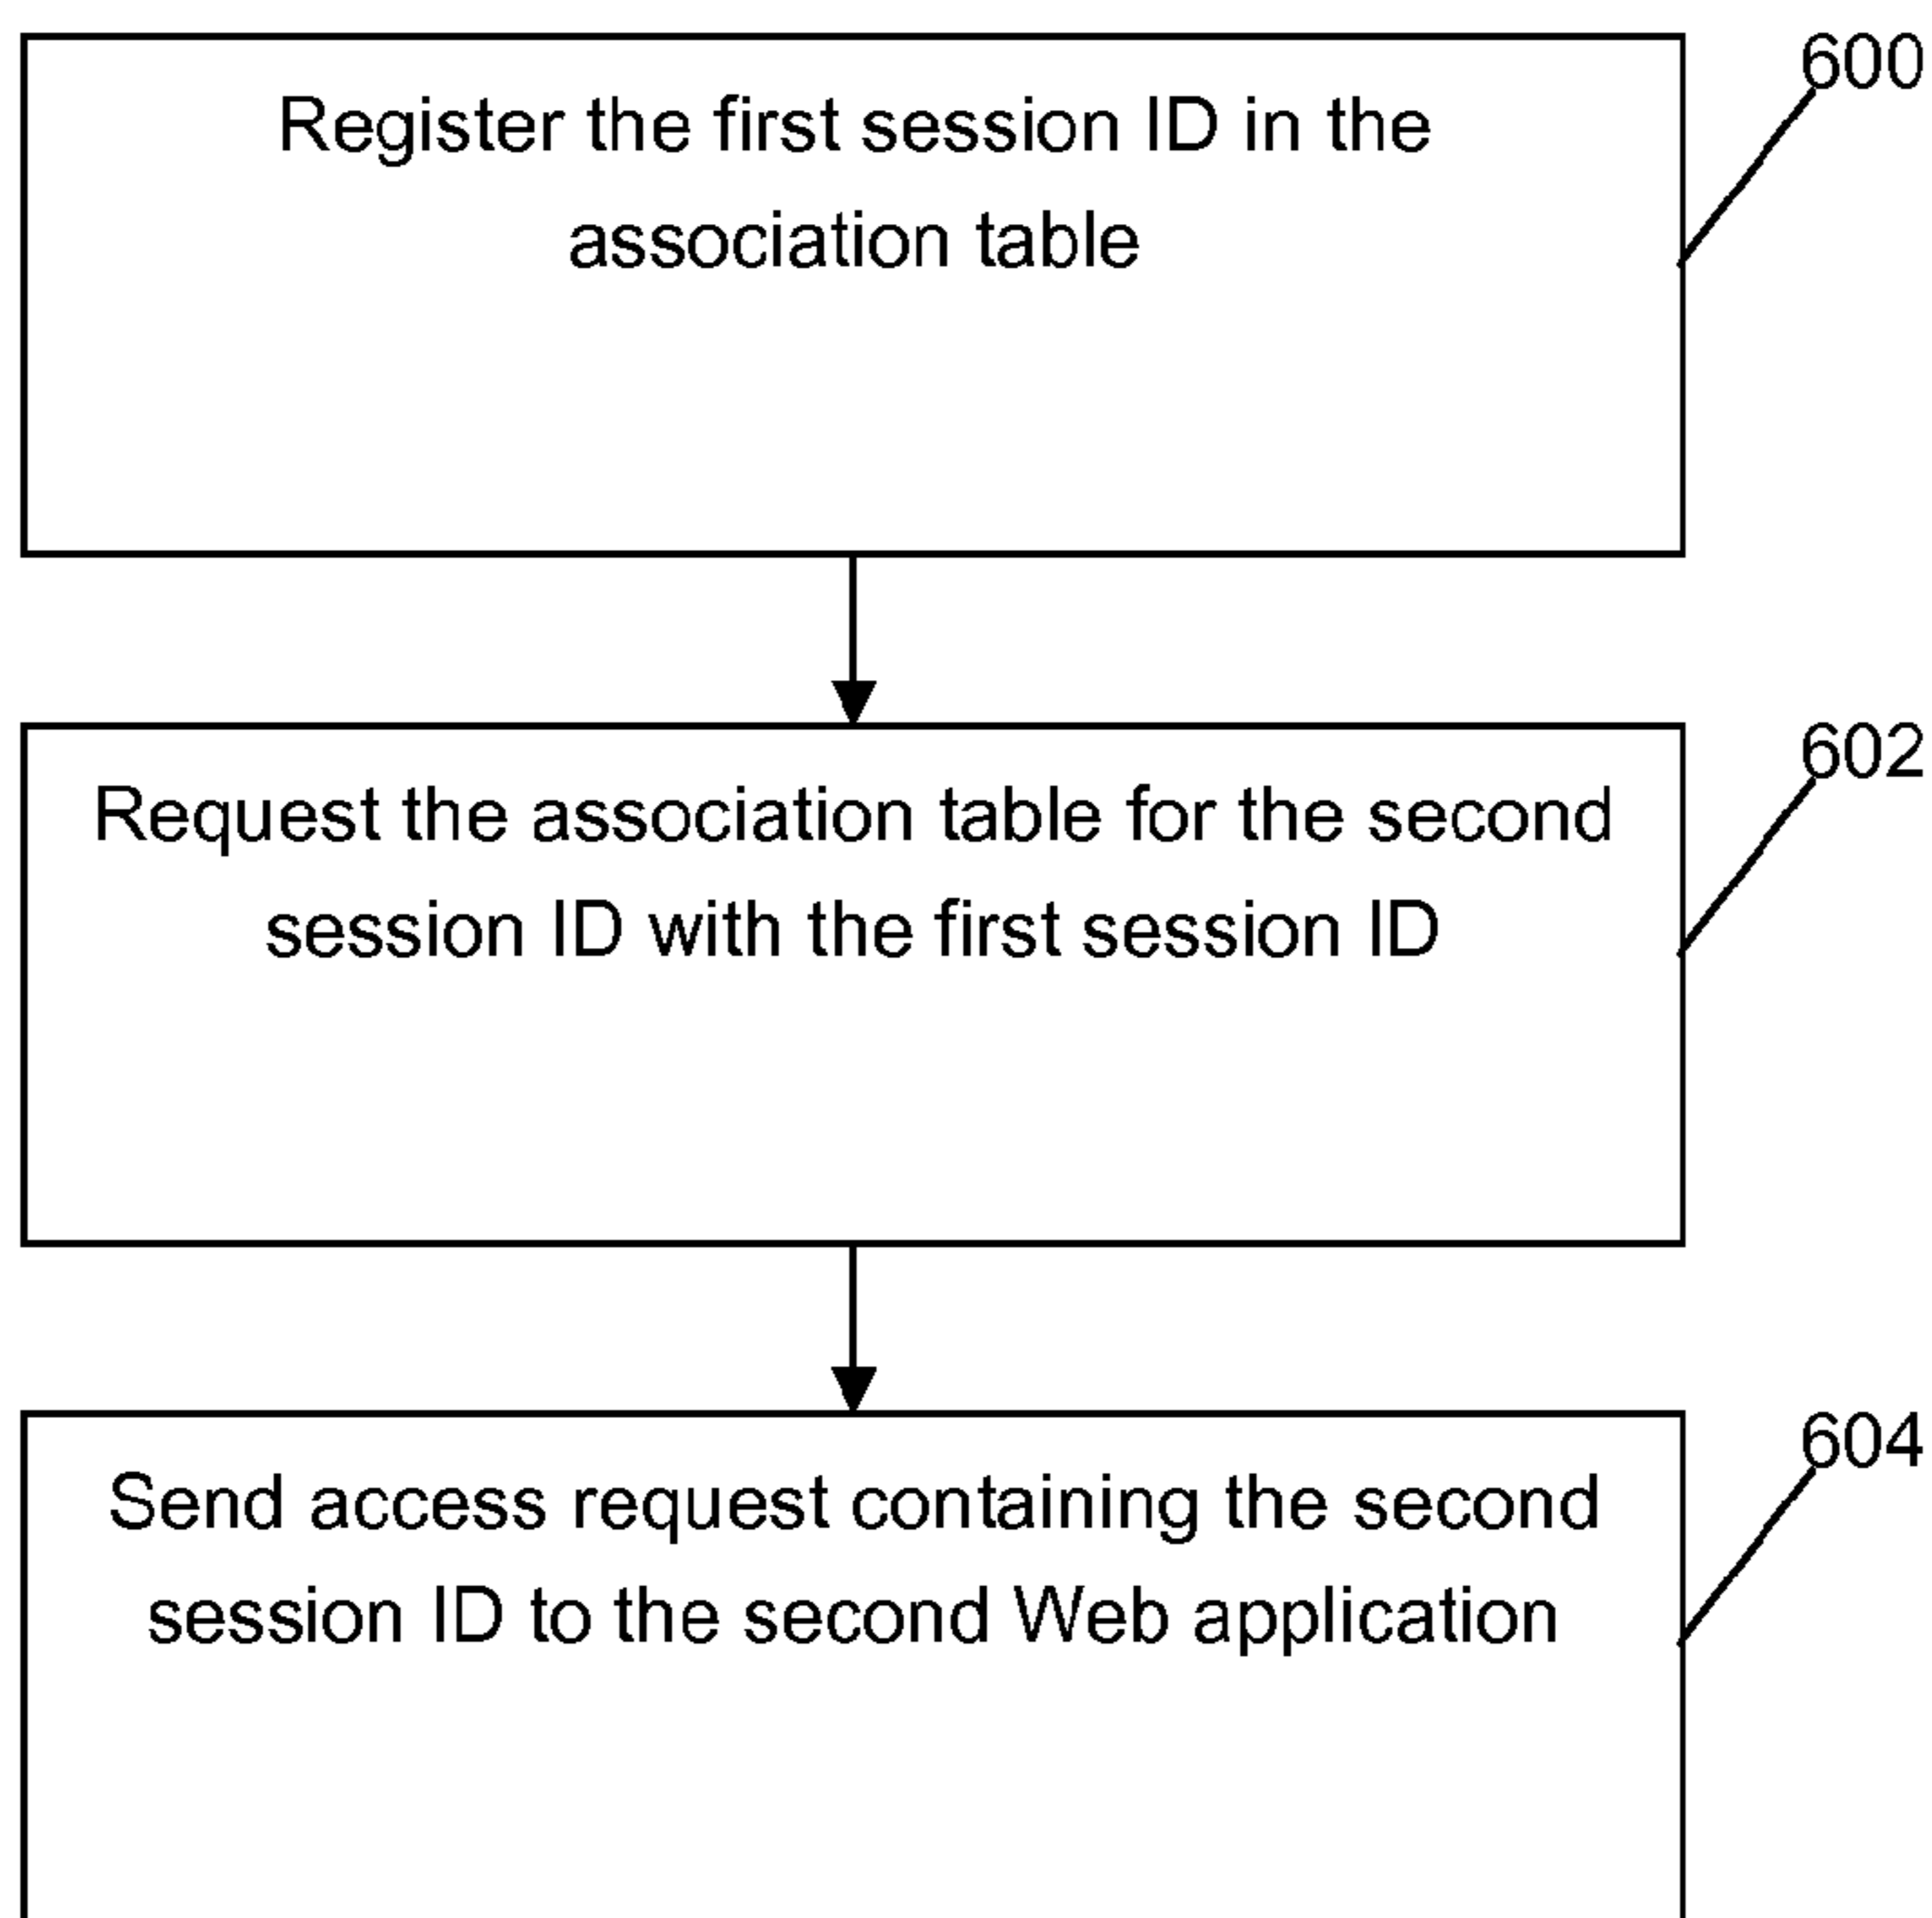 Register the first session ID in the
association table
600
Request the association table for the second
session ID with the first session ID
602
Send access request containing the second
session ID to the second Web application
604